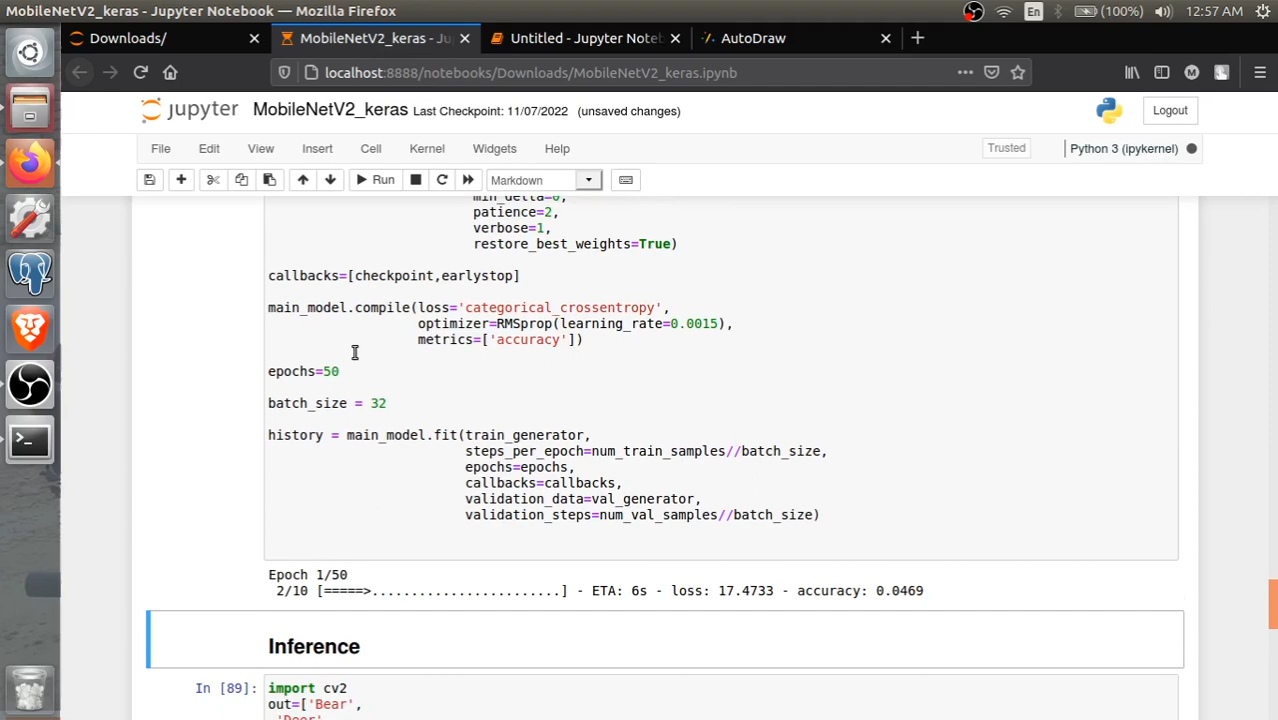 MobileNetV2_keras - Jupyter Notebook — Mozilla Firefox
En
(100%)
12:57 AM
Downloads/
MobileNetV2_keras - Ju
Untitled - Jupyter Noteb
AutoDraw
localhost:8888/notebooks/Downloads/MobileNetV2_keras.ipynb
jupyter
MobileNetV2_keras
Last Checkpoint: 11/07/2022
(unsaved changes)
Logout
File
Edit
View
Insert
Cell
Kernel
Widgets
Help
Trusted
Python 3 (ipykernel)
Run
Markdown
min_delta=0,
patience=2,
verbose=1,
restore_best_weights=True)
callbacks=[checkpoint,earlystop]
main_model.compile(loss='categorical_crossentropy',
optimizer=RMSprop(learning_rate=0.0015),
metrics=['accuracy'])
epochs=50
batch_size = 32
history = main_model.fit(train_generator,
steps_per_epoch=num_train_samples//batch_size,
epochs=epochs,
callbacks=callbacks,
validation_data=val_generator,
validation_steps=num_val_samples//batch_size)
Epoch 1/50
2/10 [=====>........................] - ETA: 6s - loss: 17.4733 - accuracy: 0.0469
Inference
In [89]:
import cv2
out=['Bear',
'Deer'